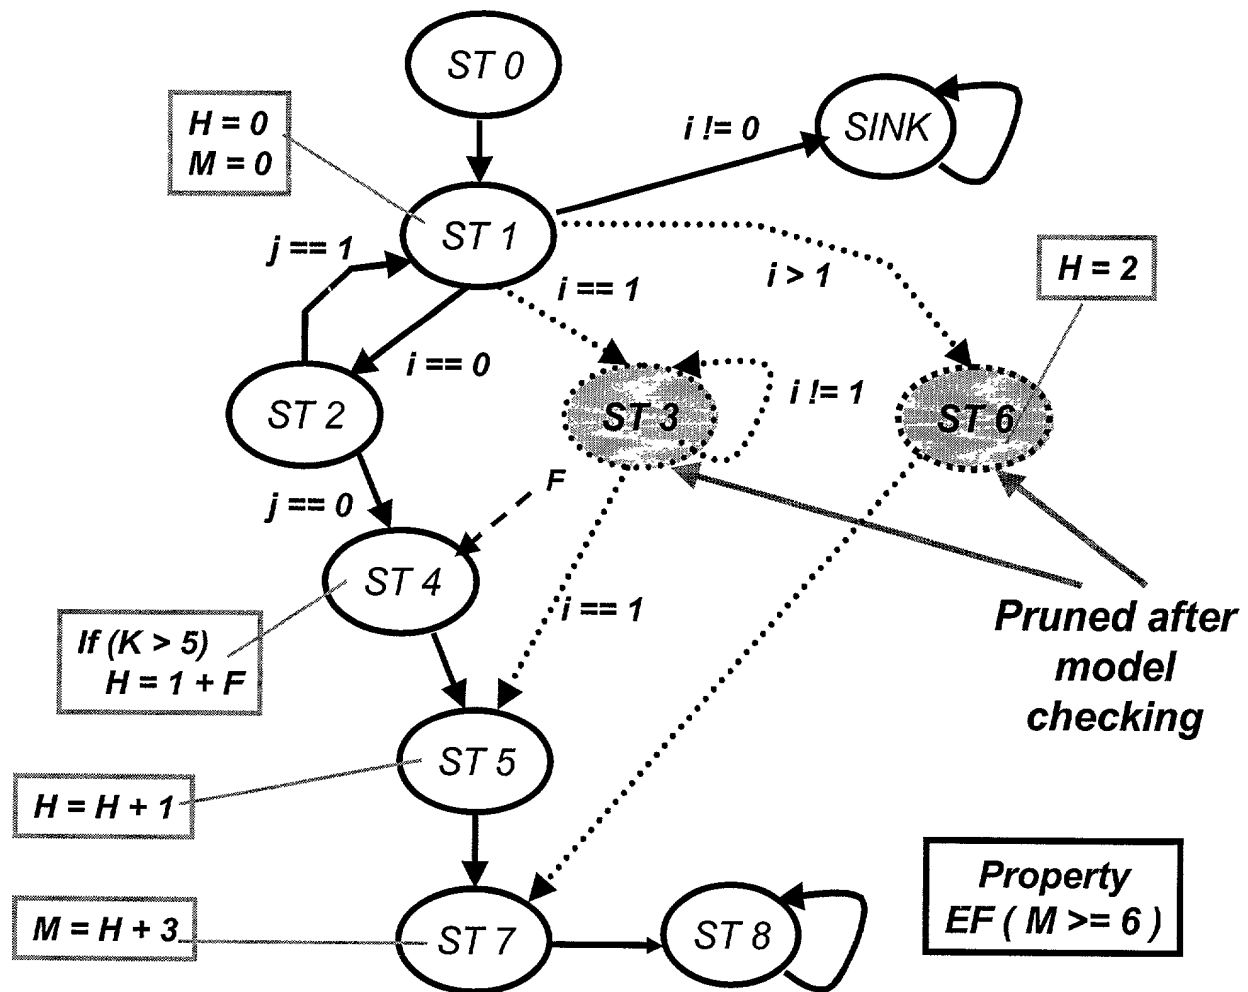 ST 0
H = 0
M = 0
i != 0
SINK
ST 1
j == 1
i == 1
i > 1
H = 2
i == 0
ST 2
ST 3
i != 1
ST 6
F
j == 0
ST 4
i == 1
If (K > 5)
H = 1 + F
Pruned after
model
checking
ST 5
H = H + 1
Property
EF ( M >= 6 )
M = H + 3
ST 7
ST 8